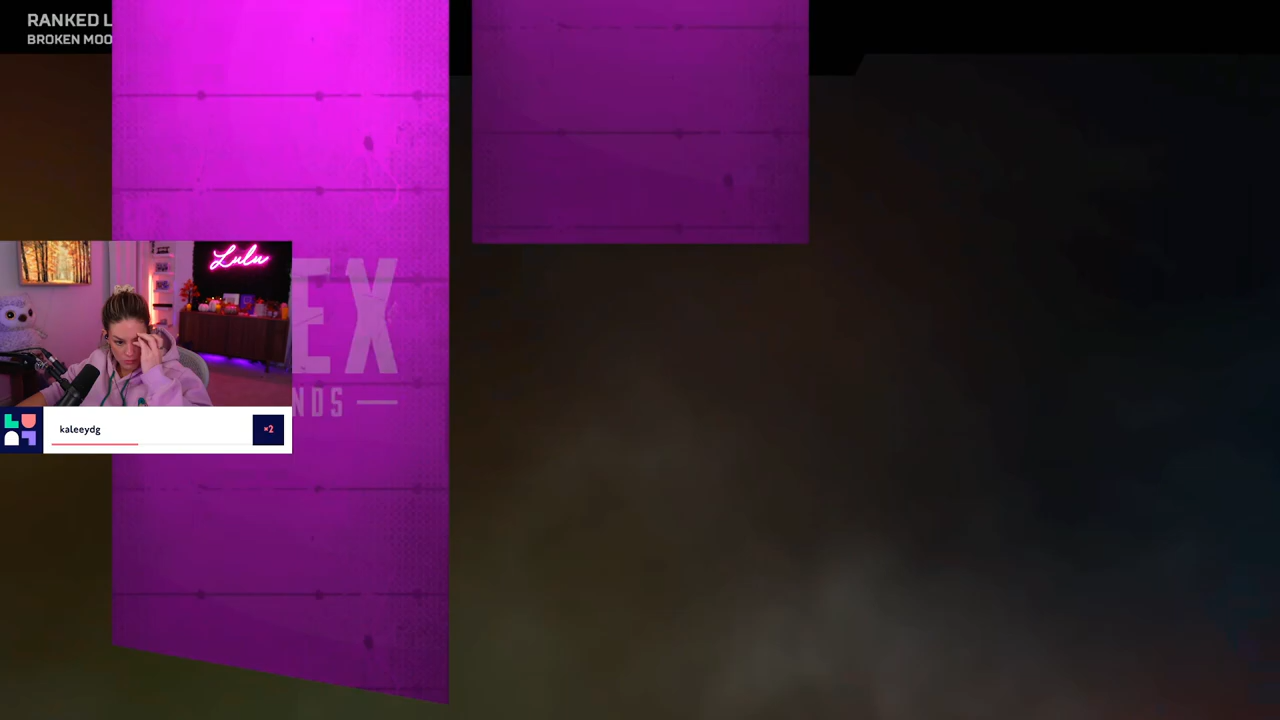 RANKED L
BROKEN MOO
Lulu
EX
NDS
kaleeydg
×2